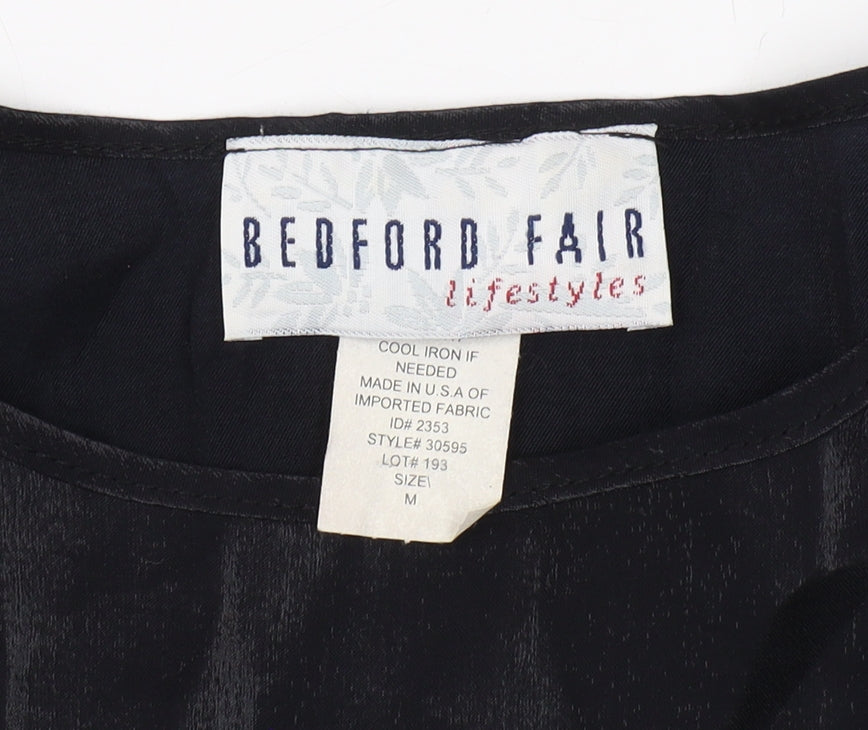 BEDFORD FAIR
lifestyles
COOL IRON IF
NEEDED
MADE IN U.S.A OF
IMPORTED FABRIC
ID# 2353
STYLE# 30595
LOT# 193
SIZE\
M